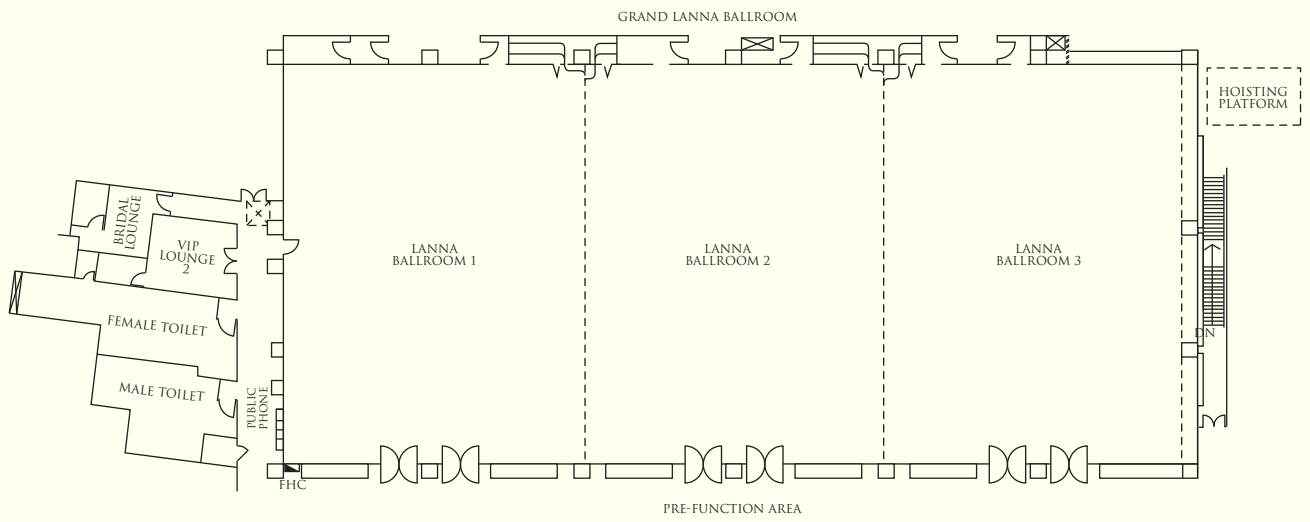 GRAND LANNA BALLROOM
HOISTING
PLATFORM
BRIDAL
LOUNGE
VIP
LOUNGE
2
LANNA
BALLROOM 1
LANNA
BALLROOM 2
LANNA
BALLROOM 3
FEMALE TOILET
DN
MALE TOILET
PUBLIC
PHONE
FHC
PRE-FUNCTION AREA